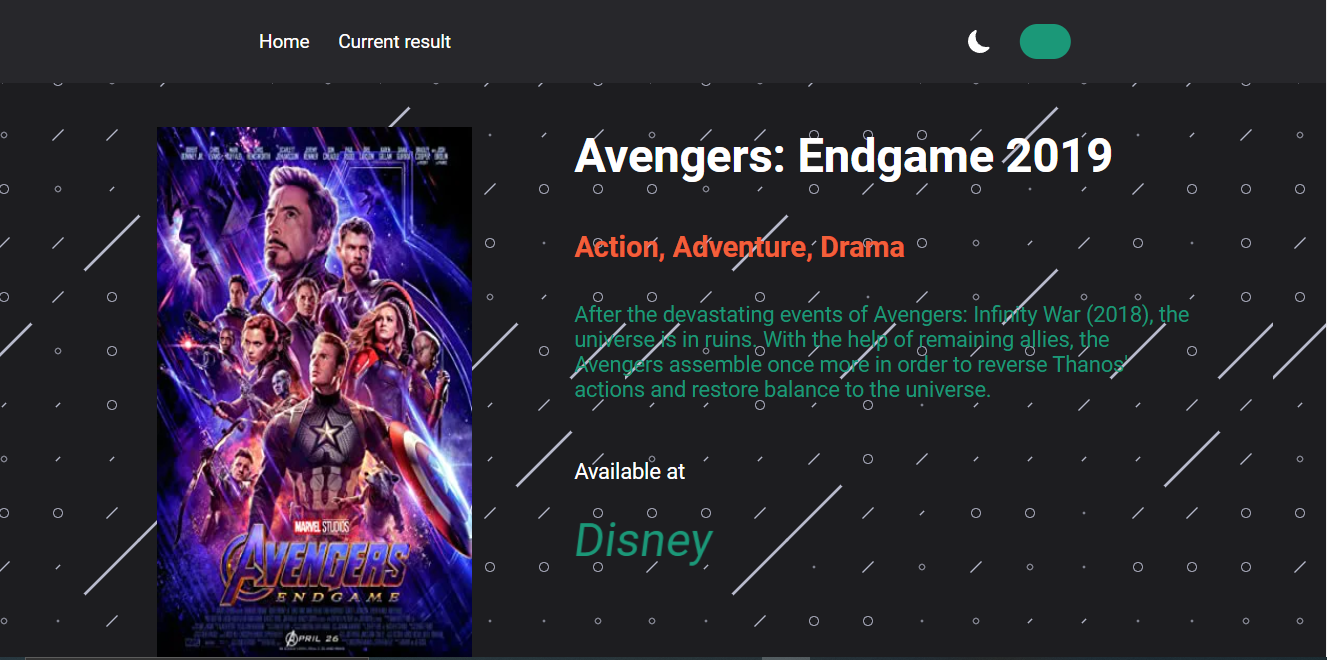 Home Current result
Avengers: Endgame 2019
Action, Adventure, Drama
After the devastating events of Avengers: Infinity War (2018), the
universe is in ruins. With the help of remaining allies, the
Avengers assemble once more in order to reverse Thanos'
actions and restore balance to the universe.
Available at
Disney
MARVEL STUDIOS
AVENGERS
ENDGAME
APRIL 26